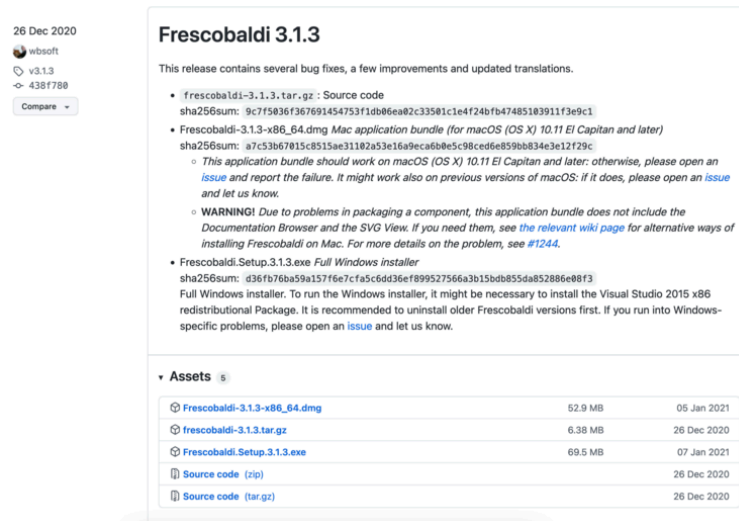 26 Dec 2020
wbsoft
v3.1.3
438f780
Compare
Frescobaldi 3.1.3
This release contains several bug fixes, a few improvements and updated translations.
frescobaldi-3.1.3.tar.gz : Source code
sha256sum: 9c7f5036f367691454753f1db06ea02c33501c1e4f24bfb47485103911f3e9c1
Frescobaldi-3.1.3-x86_64.dmg Mac application bundle (for macOS (OS X) 10.11 El Capitan and later)
sha256sum: a7c53b67015c8515ae31102a53e16a9eca6b0e5c98ced6e859bb834e3e12f29c
This application bundle should work on macOS (OS X) 10.11 El Capitan and later: otherwise, please open an
issue and report the failure. It might work also on previous versions of macOS: if it does, please open an issue
and let us know.
WARNING! Due to problems in packaging a component, this application bundle does not include the
Documentation Browser and the SVG View. If you need them, see the relevant wiki page for alternative ways of
installing Frescobaldi on Mac. For more details on the problem, see #1244.
Frescobaldi.Setup.3.1.3.exe Full Windows installer
sha256sum: d36fb76ba59a157f6e7cfa5c6dd36ef899527566a3b15bdb855da852886e08f3
Full Windows installer. To run the Windows installer, it might be necessary to install the Visual Studio 2015 x86
redistributional Package. It is recommended to uninstall older Frescobaldi versions first. If you run into Windows-
specific problems, please open an issue and let us know.
Assets 5
Frescobaldi-3.1.3-x86_64.dmg 52.9 MB 05 Jan 2021
frescobaldi-3.1.3.tar.gz 6.38 MB 26 Dec 2020
Frescobaldi.Setup.3.1.3.exe 69.5 MB 07 Jan 2021
Source code (zip) 26 Dec 2020
Source code (tar.gz) 26 Dec 2020